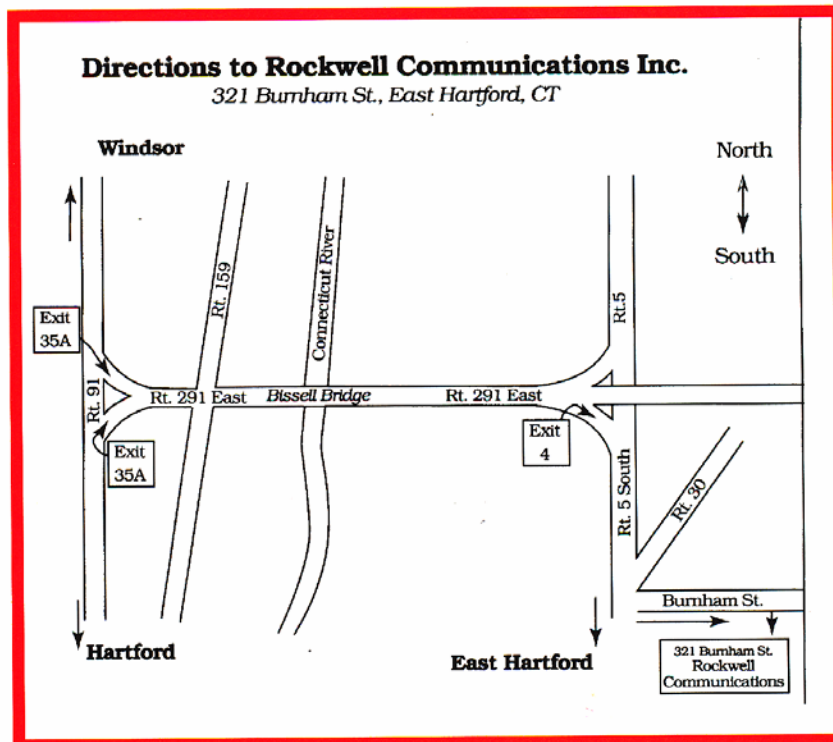 Directions to Rockwell Communications Inc.
321 Burnham St., East Hartford, CT
Windsor
North
South
Rt. 159
Connecticut River
Rt.5
Exit
35A
Rt. 91
Rt. 291 East
Bissell Bridge
Rt. 291 East
Exit
4
Exit
35A
Rt. 5 South
Rt. 30
Burnham St.
Hartford
East Hartford
321 Burnham St.
Rockwell
Communications